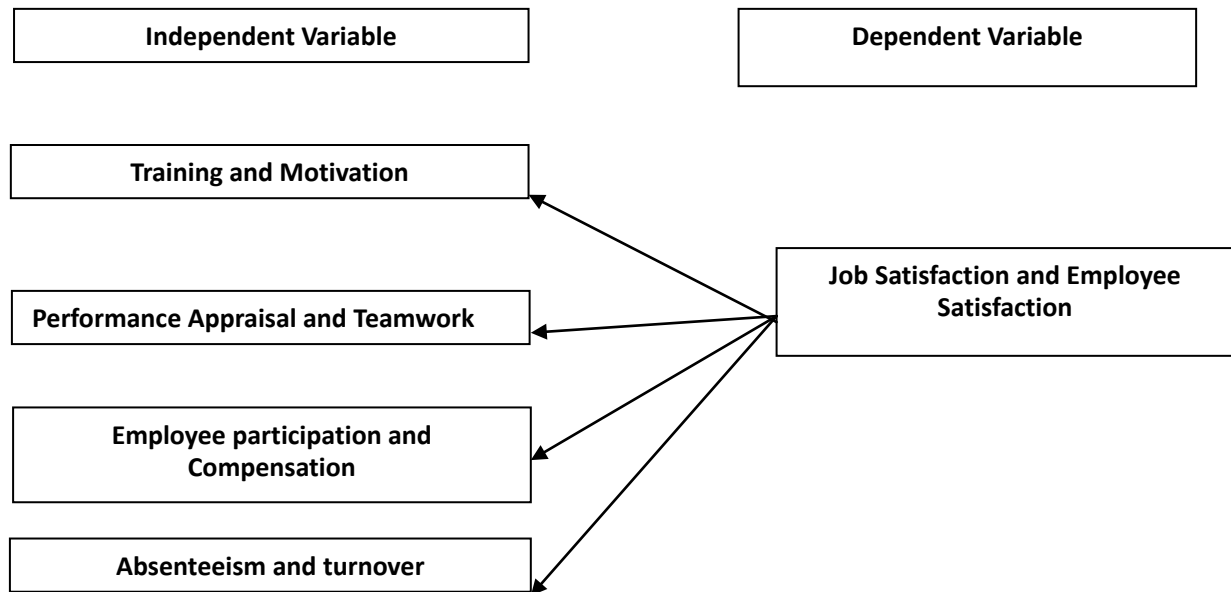 Independent Variable
Dependent Variable
Training and Motivation
Job Satisfaction and Employee
Satisfaction
Performance Appraisal and Teamwork
Employee participation and
Compensation
Absenteeism and turnover